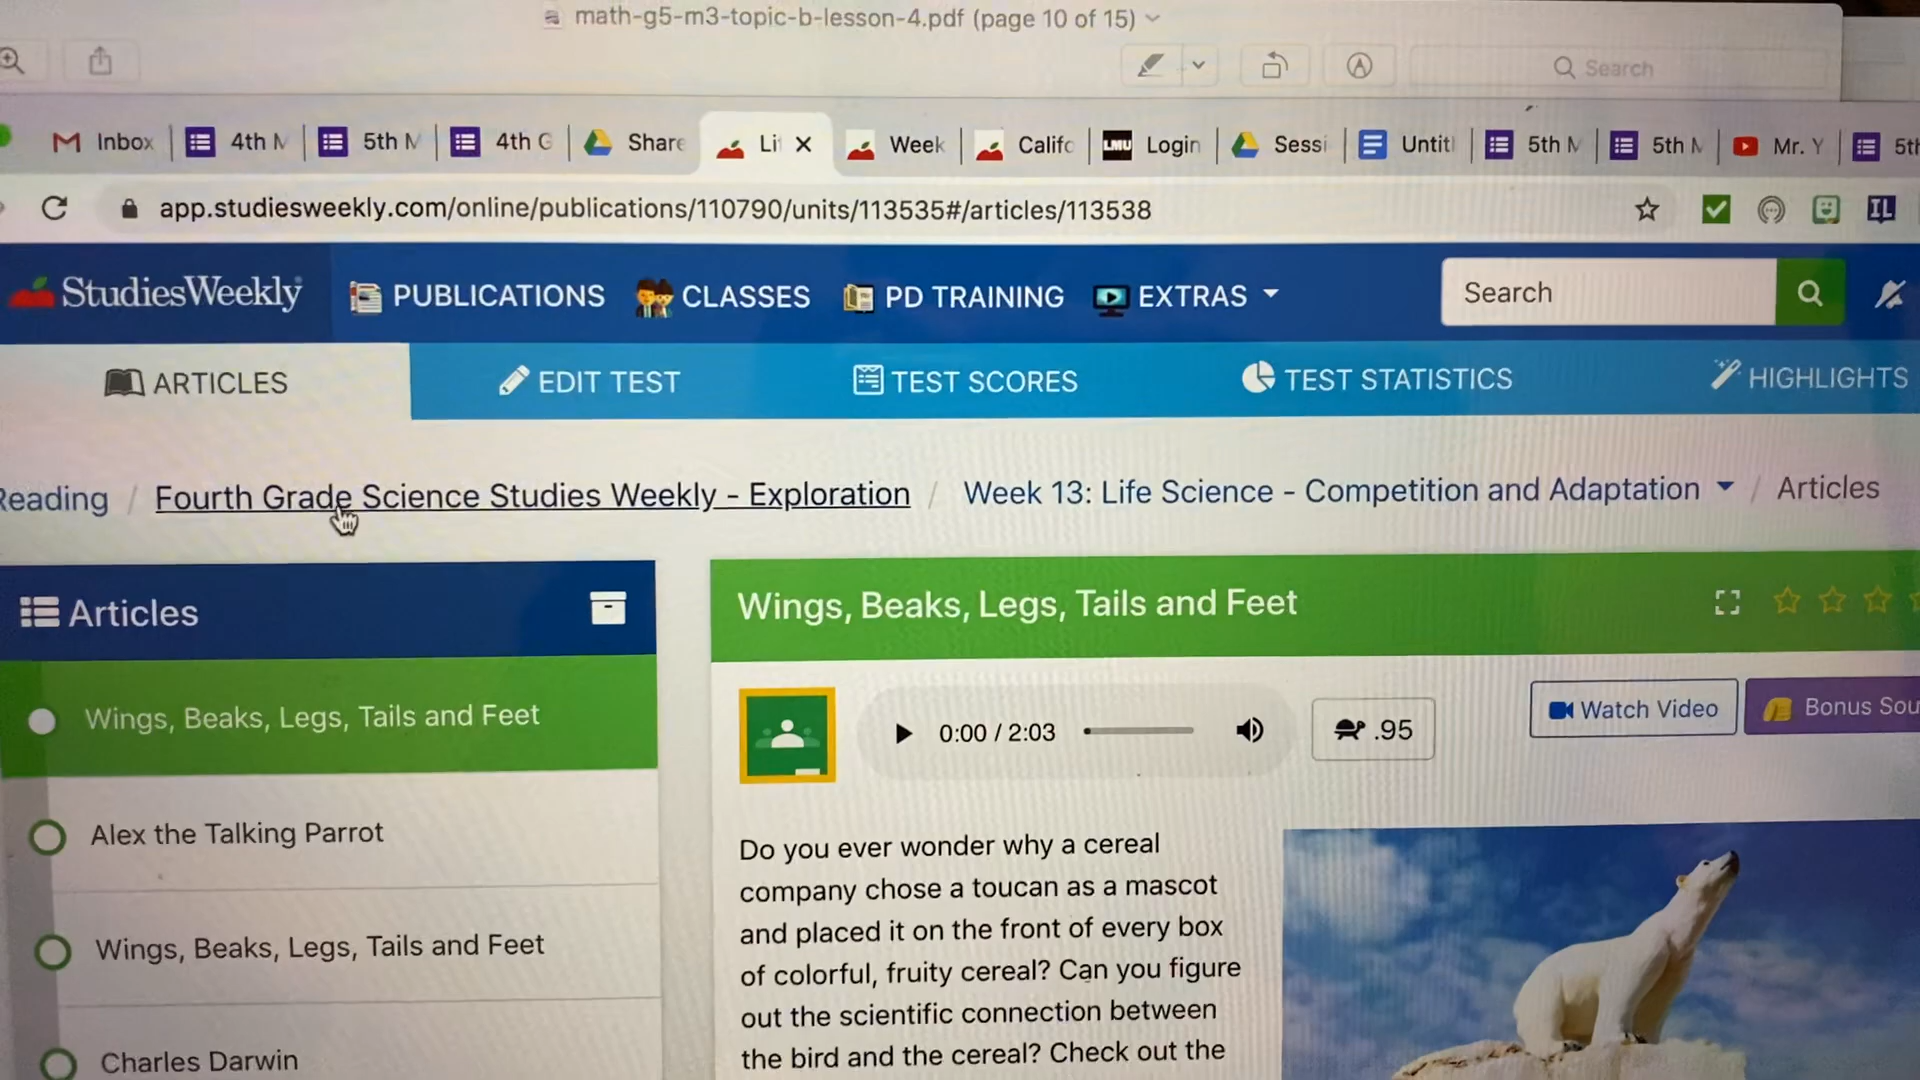 math-g5-m3-topic-b-lesson-4.pdf (page 10 of 15)
Search
Inbox
4th M
5th M
4th G
Share
Li
Week
Califo
LMU Login
Sessi
Untitl
5th M
5th M
Mr. Y
5th
app.studiesweekly.com/online/publications/110790/units/113535#/articles/113538
IL
StudiesWeekly
PUBLICATIONS
CLASSES
PD TRAINING
EXTRAS
Search
ARTICLES
EDIT TEST
TEST SCORES
TEST STATISTICS
HIGHLIGHTS
Reading / Fourth Grade Science Studies Weekly - Exploration / Week 13: Life Science - Competition and Adaptation / Articles
Articles
Wings, Beaks, Legs, Tails and Feet
Alex the Talking Parrot
Wings, Beaks, Legs, Tails and Feet
Charles Darwin
Wings, Beaks, Legs, Tails and Feet
0:00 / 2:03
.95
Watch Video
Bonus Sou
Do you ever wonder why a cereal
company chose a toucan as a mascot
and placed it on the front of every box
of colorful, fruity cereal? Can you figure
out the scientific connection between
the bird and the cereal? Check out the